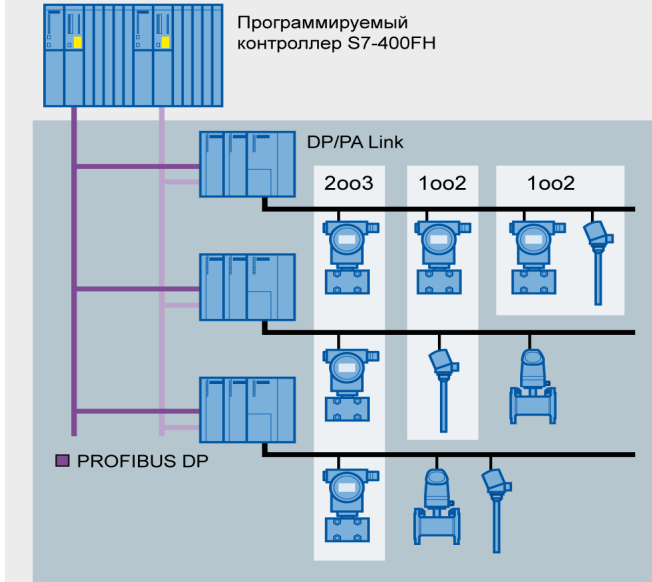 Программируемый
контроллер S7-400FH
DP/PA Link
2oo3
1oo2
1oo2
PROFIBUS DP